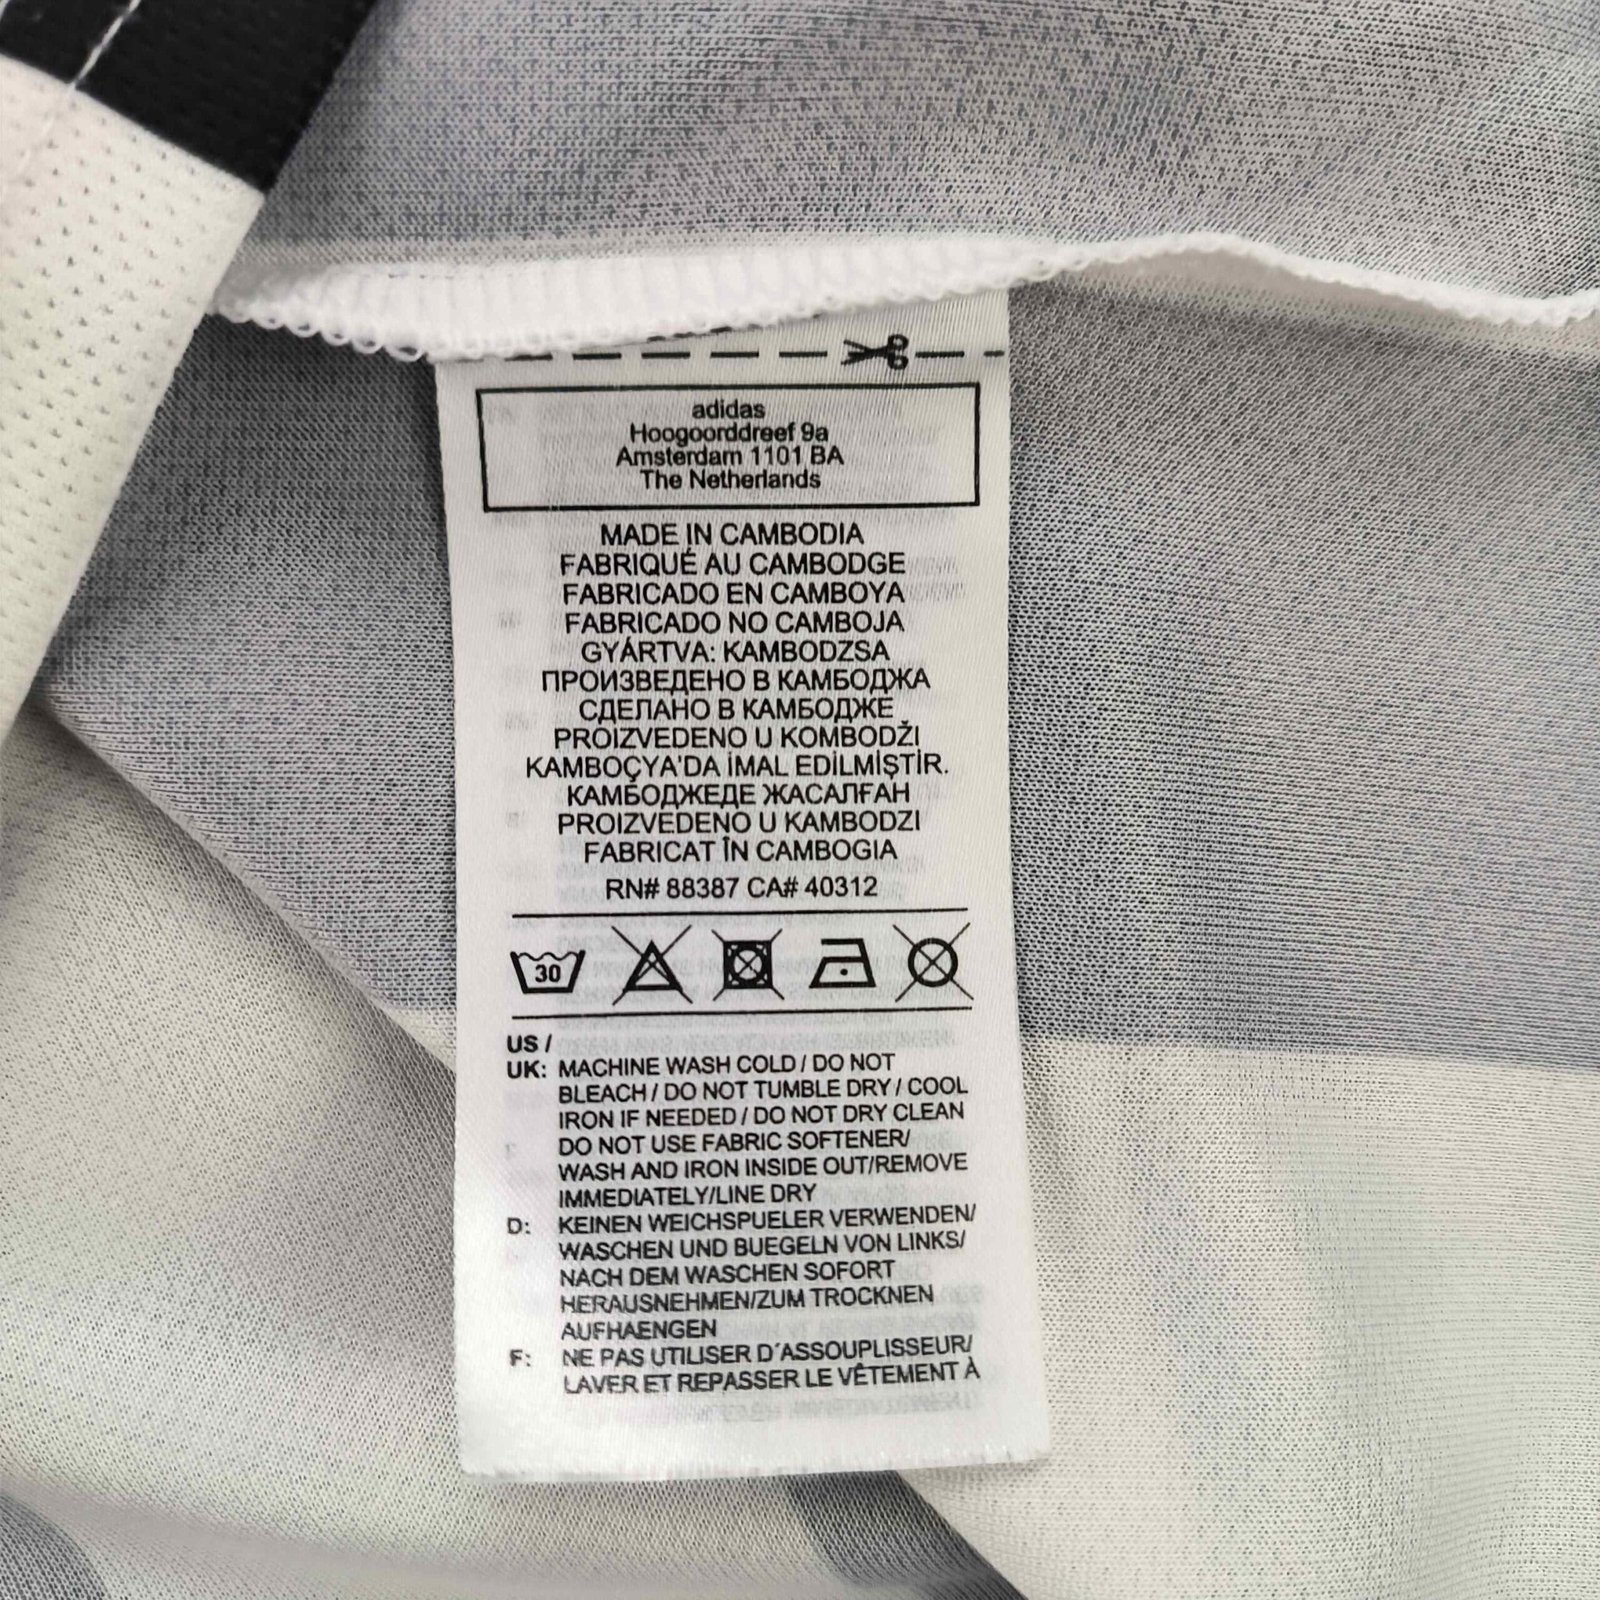 adidas
Hoogoorddreef 9a
Amsterdam 1101 BA
The Netherlands
MADE IN CAMBODIA
FABRIQUÉ AU CAMBODGE
FABRICADO EN CAMBOYA
FABRICADO NO CAMBOJA
GYÁRTVA: KAMBODZSA
ПРОИЗВЕДЕНО В КАМБОДЖА
СДЕЛАНО В КАМБОДЖЕ
PROIZVEDENO U KOMBODŽI
KAMBOÇYA'DA İMAL EDİLMİŞTİR.
КАМБОДЖЕДЕ ЖАСАЛҒАН
PROIZVEDENO U KAMBODZI
FABRICAT ÎN CAMBOGIA
RN# 88387 CA# 40312
30
US /
UK: MACHINE WASH COLD / DO NOT
BLEACH / DO NOT TUMBLE DRY / COOL
IRON IF NEEDED / DO NOT DRY CLEAN
DO NOT USE FABRIC SOFTENER/
WASH AND IRON INSIDE OUT/REMOVE
IMMEDIATELY/LINE DRY
D: KEINEN WEICHSPUELER VERWENDEN/
WASCHEN UND BUEGELN VON LINKS/
NACH DEM WASCHEN SOFORT
HERAUSNEHMEN/ZUM TROCKNEN
AUFHAENGEN
F: NE PAS UTILISER D´ASSOUPLISSEUR/
LAVER ET REPASSER LE VÊTEMENT À